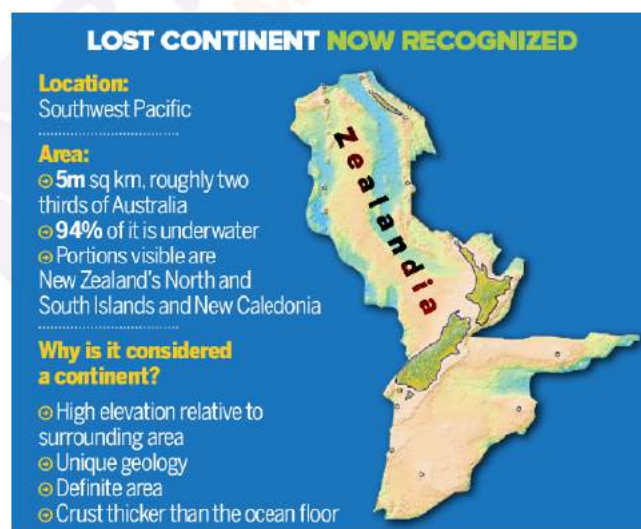 LOST CONTINENT NOW RECOGNIZED
Location:
Southwest Pacific
Area:
5m sq km, roughly two
thirds of Australia
94% of it is underwater
Portions visible are
New Zealand's North and
South Islands and New Caledonia
Why is it considered
a continent?
High elevation relative to
surrounding area
Unique geology
Definite area
Crust thicker than the ocean floor
Zealandia